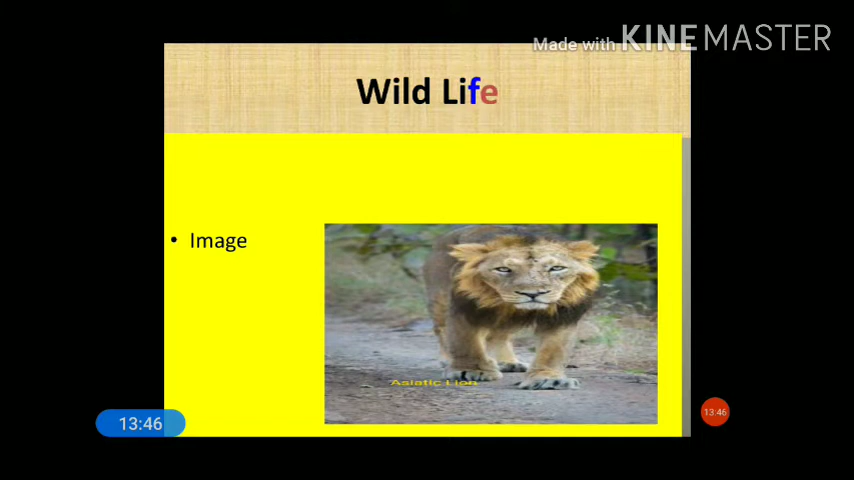 Made with KINEMASTER
Wild Life
• Image
Asiatic Lion
13:46
13:46